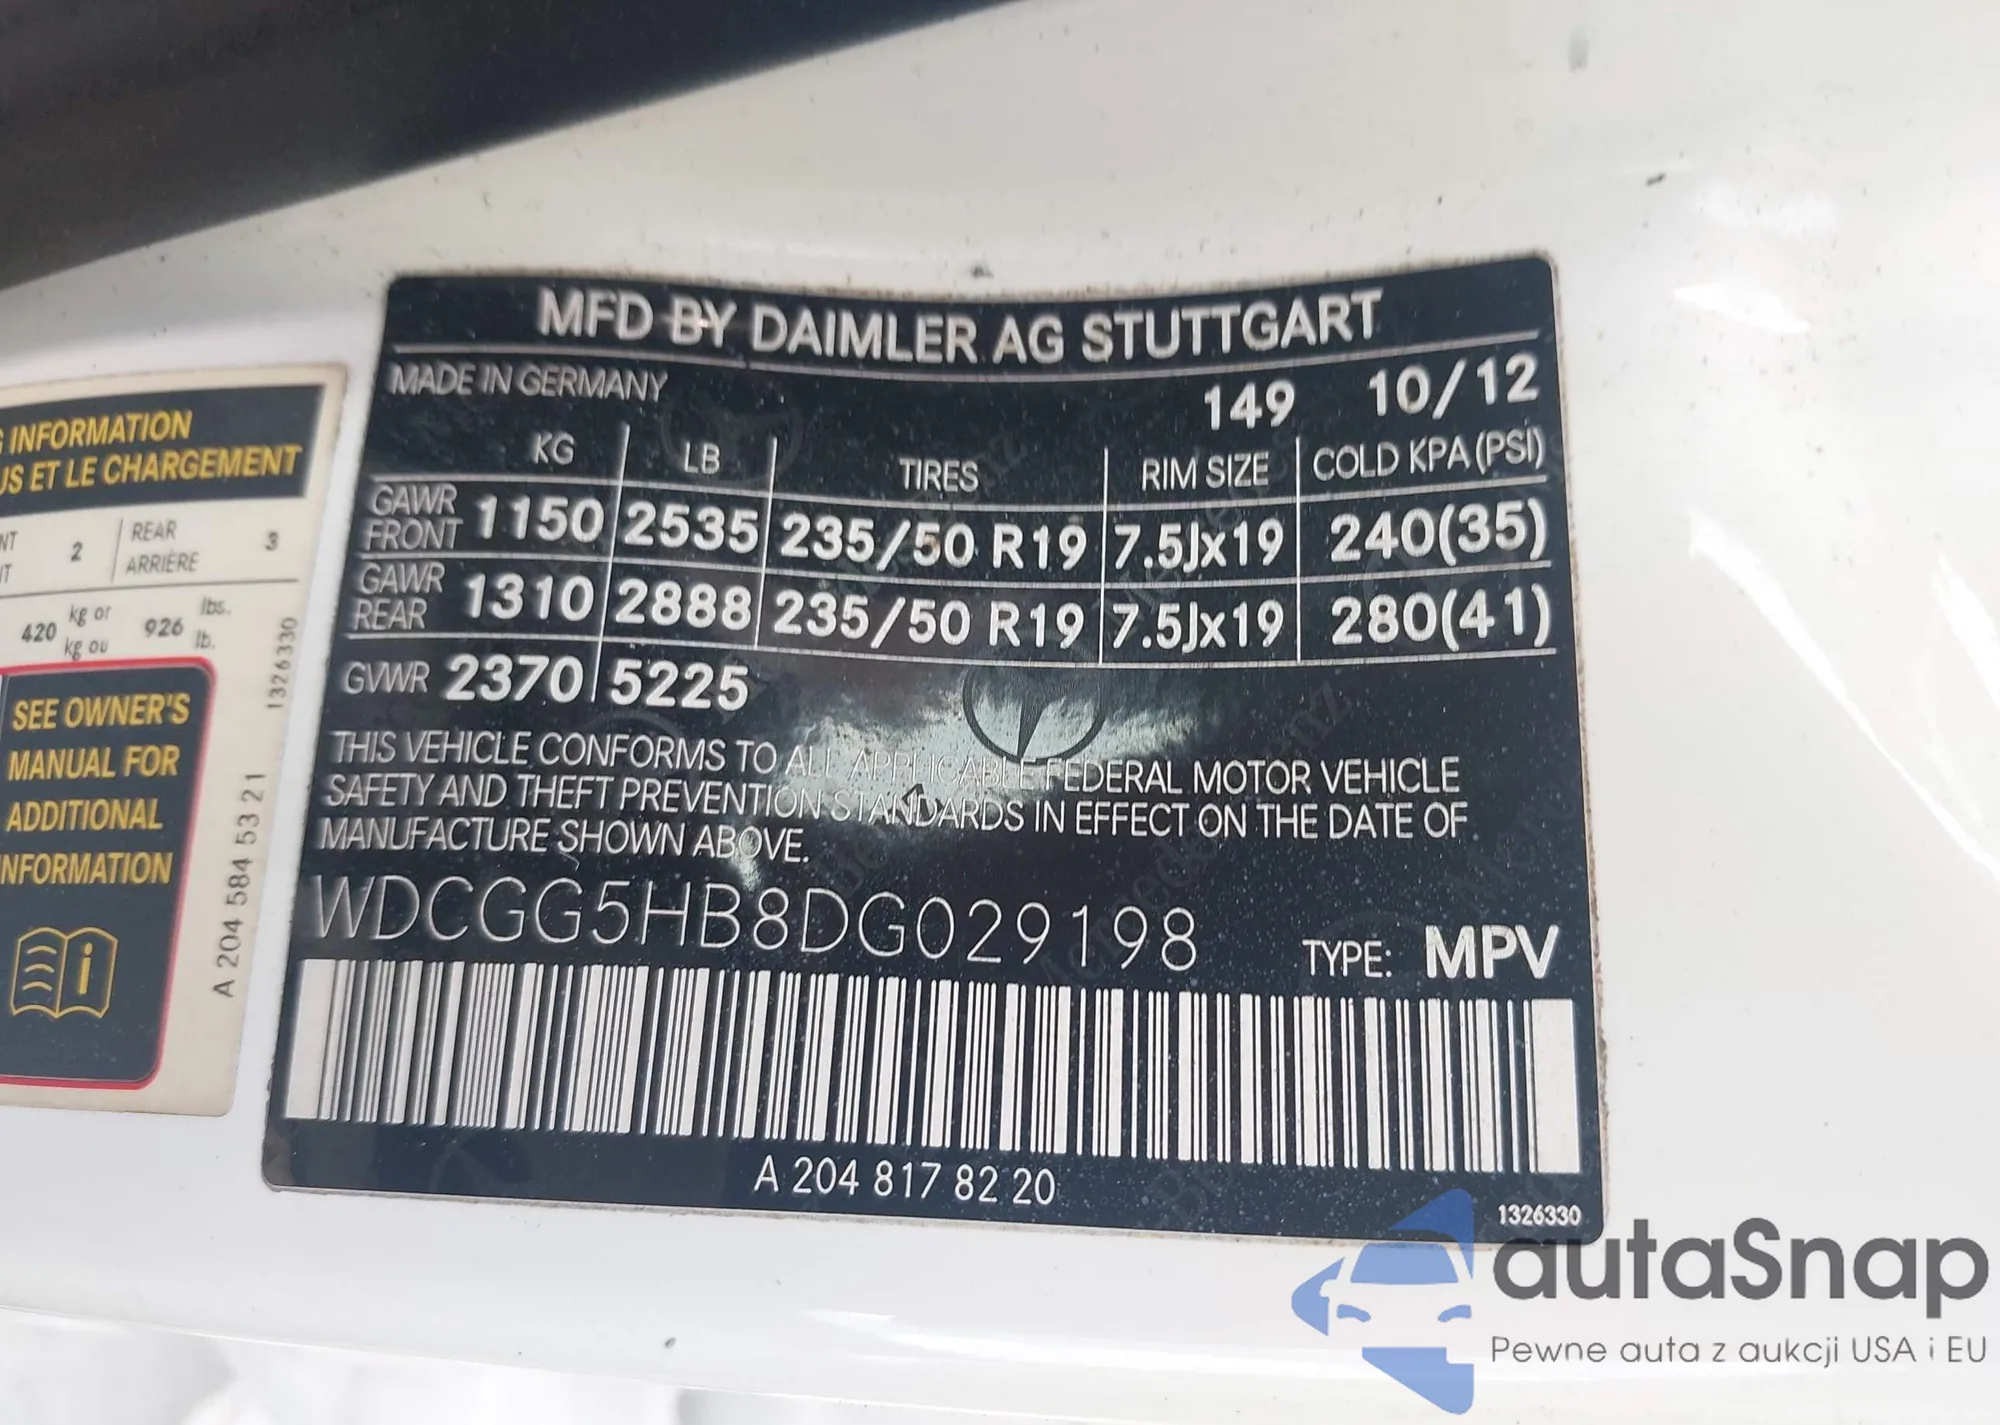 MFD BY DAIMLER AG STUTTGART
MADE IN GERMANY
149 10/12
KG LB TIRES RIM SIZE COLD KPA (PSI)
GAWR FRONT 1150 2535 235/50 R19 7.5Jx19 240(35)
GAWR REAR 1310 2888 235/50 R19 7.5Jx19 280(41)
GVWR 2370 5225
THIS VEHICLE CONFORMS TO ALL APPLICABLE FEDERAL MOTOR VEHICLE
SAFETY AND THEFT PREVENTION STANDARDS IN EFFECT ON THE DATE OF
MANUFACTURE SHOWN ABOVE.
WDCGG5HB8DG029198 TYPE: MPV
A 204 817 82 20
1326330
INFORMATION
ET LE CHARGEMENT
2 REAR ARRIÈRE 3
420 kg or kg ou 926 lbs. lb.
SEE OWNER'S
MANUAL FOR
ADDITIONAL
INFORMATION
A 204 584 53 21 1326330
autaSnap
Pewne auta z aukcji USA i EU